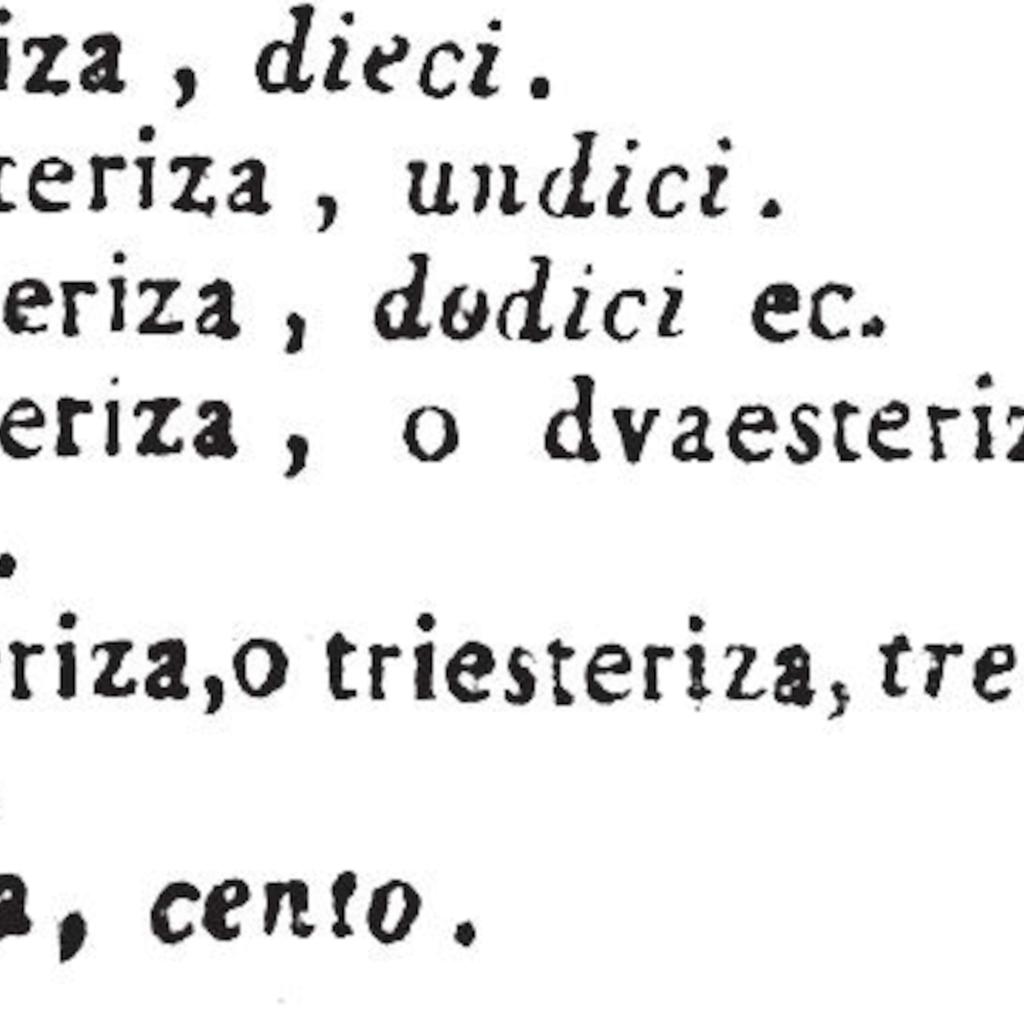 iza, dieci.
teriza, undici.
eriza, dodici ec.
eriza, o dvaesteriz
.
riza, o triesteriza, tre
a, cento.